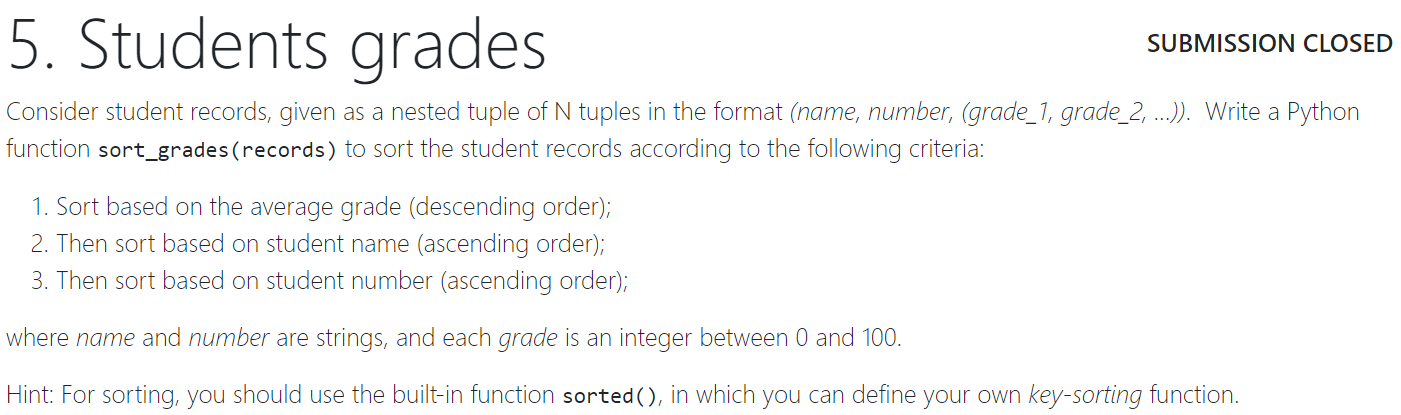 5. Students grades
SUBMISSION CLOSED
Consider student records, given as a nested tuple of N tuples in the format (name, number, (grade_1, grade_2, ...)). Write a Python
function sort_grades(records) to sort the student records according to the following criteria:
1. Sort based on the average grade (descending order);
2. Then sort based on student name (ascending order);
3. Then sort based on student number (ascending order);
where name and number are strings, and each grade is an integer between 0 and 100.
Hint: For sorting, you should use the built-in function sorted(), in which you can define your own key-sorting function.